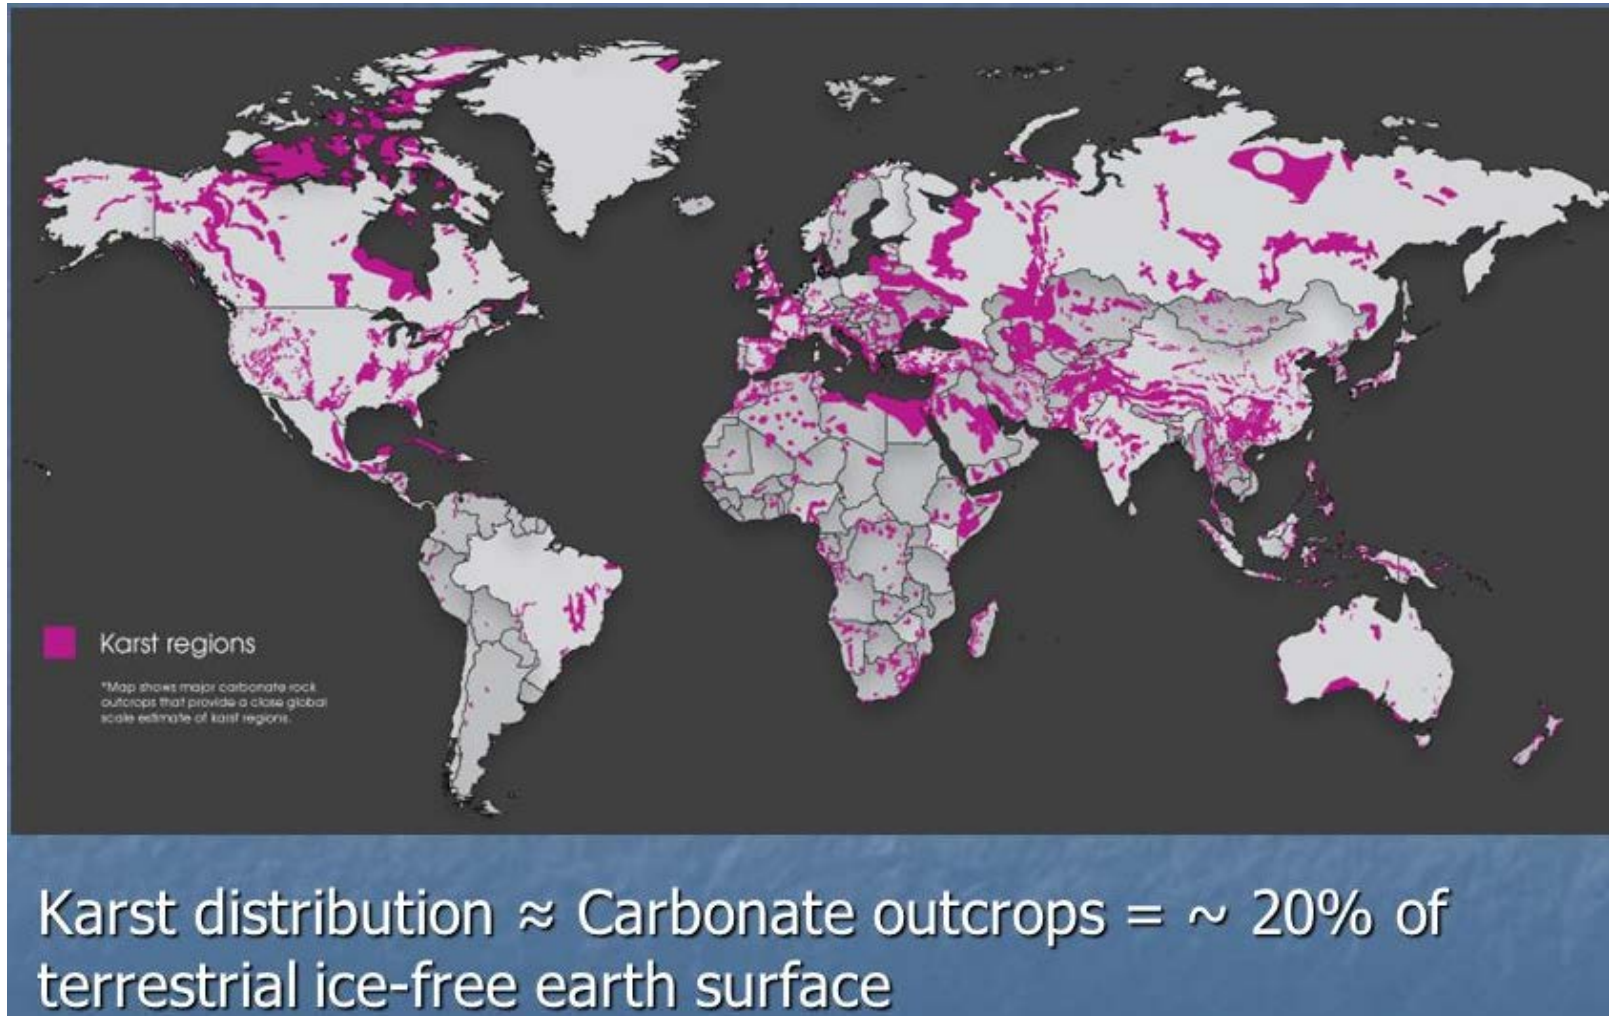 Karst regions
*Map shows major carbonate rock
outcrops that provide a close global
scale estimate of karst regions.
Karst distribution ≈ Carbonate outcrops = ~ 20% of
terrestrial ice-free earth surface